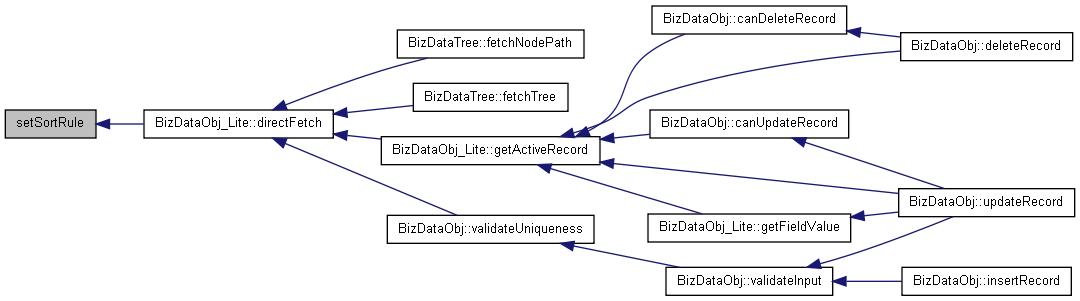 setSortRule
BizDataObj_Lite::directFetch
BizDataTree::fetchNodePath
BizDataTree::fetchTree
BizDataObj_Lite::getActiveRecord
BizDataObj::validateUniqueness
BizDataObj::canDeleteRecord
BizDataObj::canUpdateRecord
BizDataObj_Lite::getFieldValue
BizDataObj::validateInput
BizDataObj::deleteRecord
BizDataObj::updateRecord
BizDataObj::insertRecord